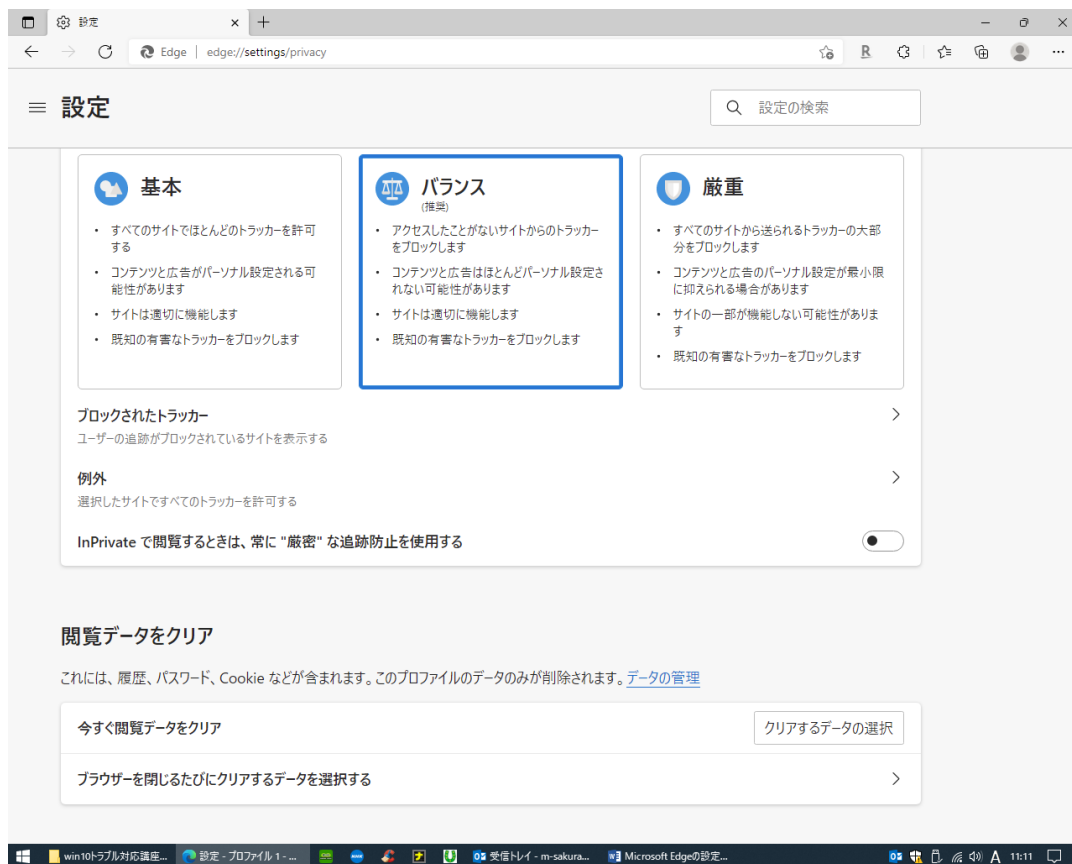 設定
Edge
edge://settings/privacy
設定
設定の検索
基本
• すべてのサイトでほとんどのトラッカーを許可
する
• コンテンツと広告がパーソナル設定される可
能性があります
• サイトは適切に機能します
• 既知の有害なトラッカーをブロックします
バランス
(推奨)
• アクセスしたことがないサイトからのトラッカー
をブロックします
• コンテンツと広告はほとんどパーソナル設定さ
れない可能性があります
• サイトは適切に機能します
• 既知の有害なトラッカーをブロックします
厳重
• すべてのサイトから送られるトラッカーの大部
分をブロックします
• コンテンツと広告のパーソナル設定が最小限
に抑えられる場合があります
• サイトの一部が機能しない可能性がありま
す
• 既知の有害なトラッカーをブロックします
ブロックされたトラッカー
ユーザーの追跡がブロックされているサイトを表示する
例外
選択したサイトですべてのトラッカーを許可する
InPrivate で閲覧するときは、常に "厳密" な追跡防止を使用する
閲覧データをクリア
これには、履歴、パスワード、Cookie などが含まれます。このプロファイルのデータのみが削除されます。データの管理
今すぐ閲覧データをクリア
クリアするデータの選択
ブラウザーを閉じるたびにクリアするデータを選択する
win10トラブル対応講座...
設定 - プロファイル 1 - ...
受信トレイ - m-sakura...
Microsoft Edgeの設定...
A
11:11